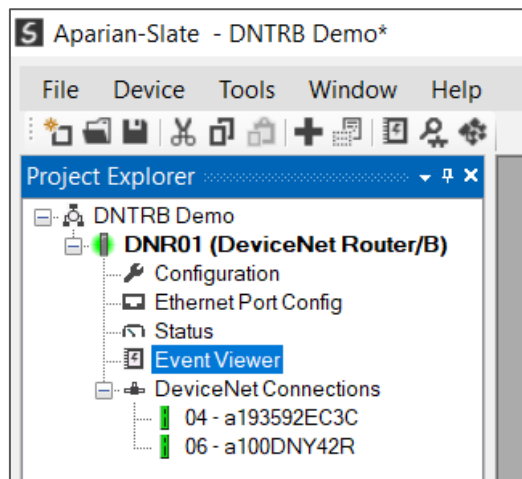 S Aparian-Slate - DNTRB Demo*
File Device Tools Window Help
Project Explorer
DNTRB Demo
DNR01 (DeviceNet Router/B)
Configuration
Ethernet Port Config
Status
Event Viewer
DeviceNet Connections
04 - a193592EC3C
06 - a100DNY42R